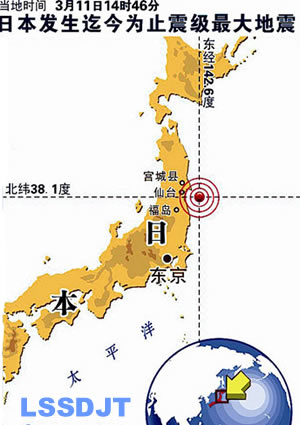 当地时间 3月11日14时46分
日本发生迄今为止震级最大地震
东经142.6度
宫城县
北纬38.1度
仙台
福岛
日
东京
本
太平洋
LSSDJT